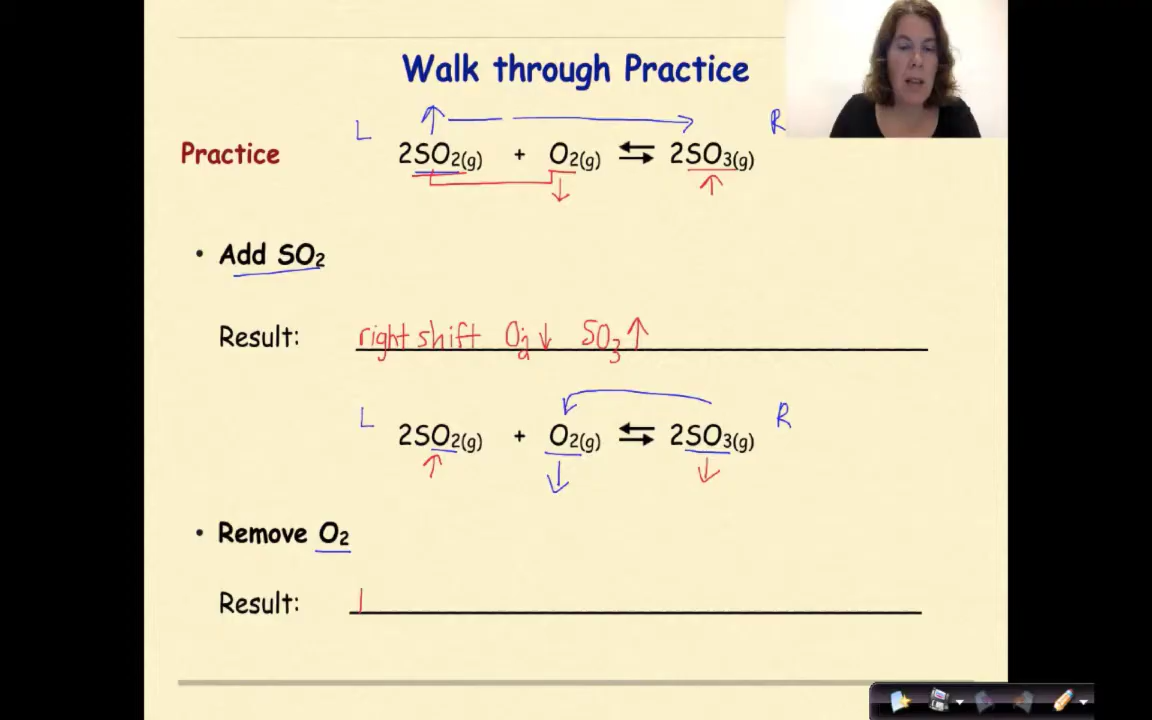 Walk through Practice
L R
Practice 2SO2(g) + O2(g) ⇆ 2SO3(g)
• Add SO2
Result: right shift O2↓ SO3↑
L R
2SO2(g) + O2(g) ⇆ 2SO3(g)
• Remove O2
Result: l